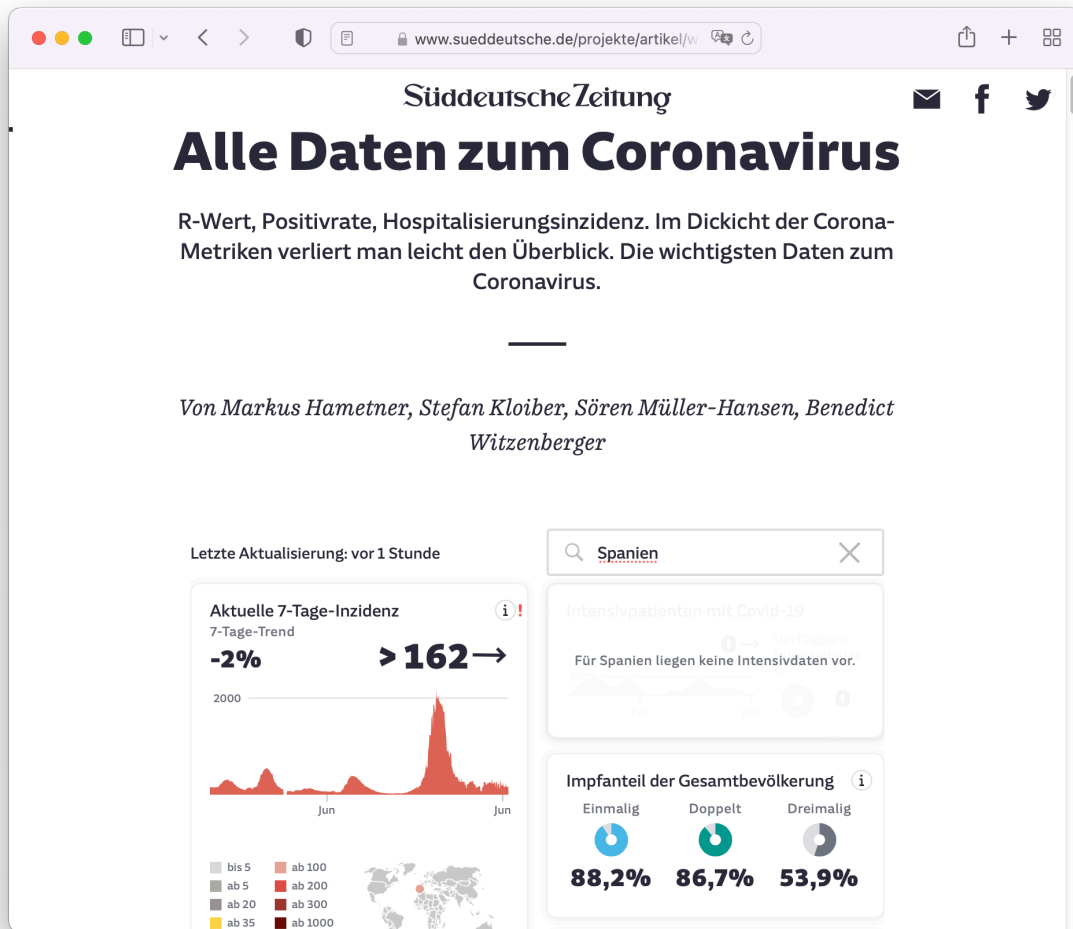 www.sueddeutsche.de/projekte/artikel/w
Süddeutsche Zeitung
Alle Daten zum Coronavirus
R-Wert, Positivrate, Hospitalisierungsinzidenz. Im Dickicht der Corona-
Metriken verliert man leicht den Überblick. Die wichtigsten Daten zum
Coronavirus.
Von Markus Hametner, Stefan Kloiber, Sören Müller-Hansen, Benedict
Witzenberger
Letzte Aktualisierung: vor 1 Stunde
Spanien
Aktuelle 7-Tage-Inzidenz
i!
7-Tage-Trend
-2%
> 162→
2000
Jun
Jun
bis 5
ab 100
ab 5
ab 200
ab 20
ab 300
ab 35
ab 1000
Intensivpatienten mit Covid-19
0→
Verfügbare
Für Spanien liegen keine Intensivdaten vor.
Jun
Jun
0
Impfanteil der Gesamtbevölkerung
i
Einmalig
Doppelt
Dreimalig
88,2%
86,7%
53,9%